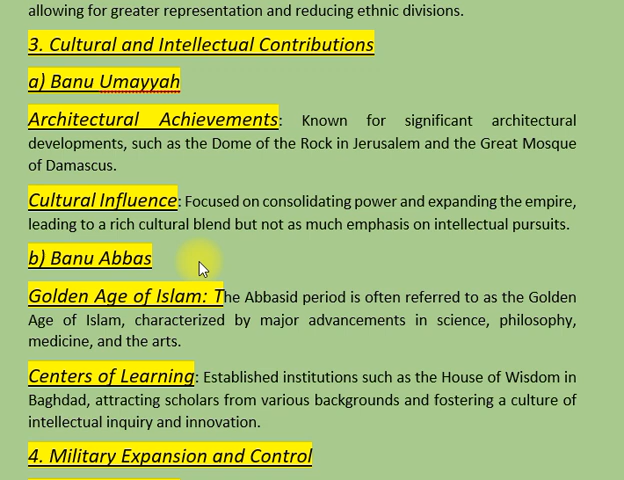 allowing for greater representation and reducing ethnic divisions.
3. Cultural and Intellectual Contributions
a) Banu Umayyah
Architectural Achievements: Known for significant architectural
developments, such as the Dome of the Rock in Jerusalem and the Great Mosque
of Damascus.
Cultural Influence: Focused on consolidating power and expanding the empire,
leading to a rich cultural blend but not as much emphasis on intellectual pursuits.
b) Banu Abbas
Golden Age of Islam: The Abbasid period is often referred to as the Golden
Age of Islam, characterized by major advancements in science, philosophy,
medicine, and the arts.
Centers of Learning: Established institutions such as the House of Wisdom in
Baghdad, attracting scholars from various backgrounds and fostering a culture of
intellectual inquiry and innovation.
4. Military Expansion and Control